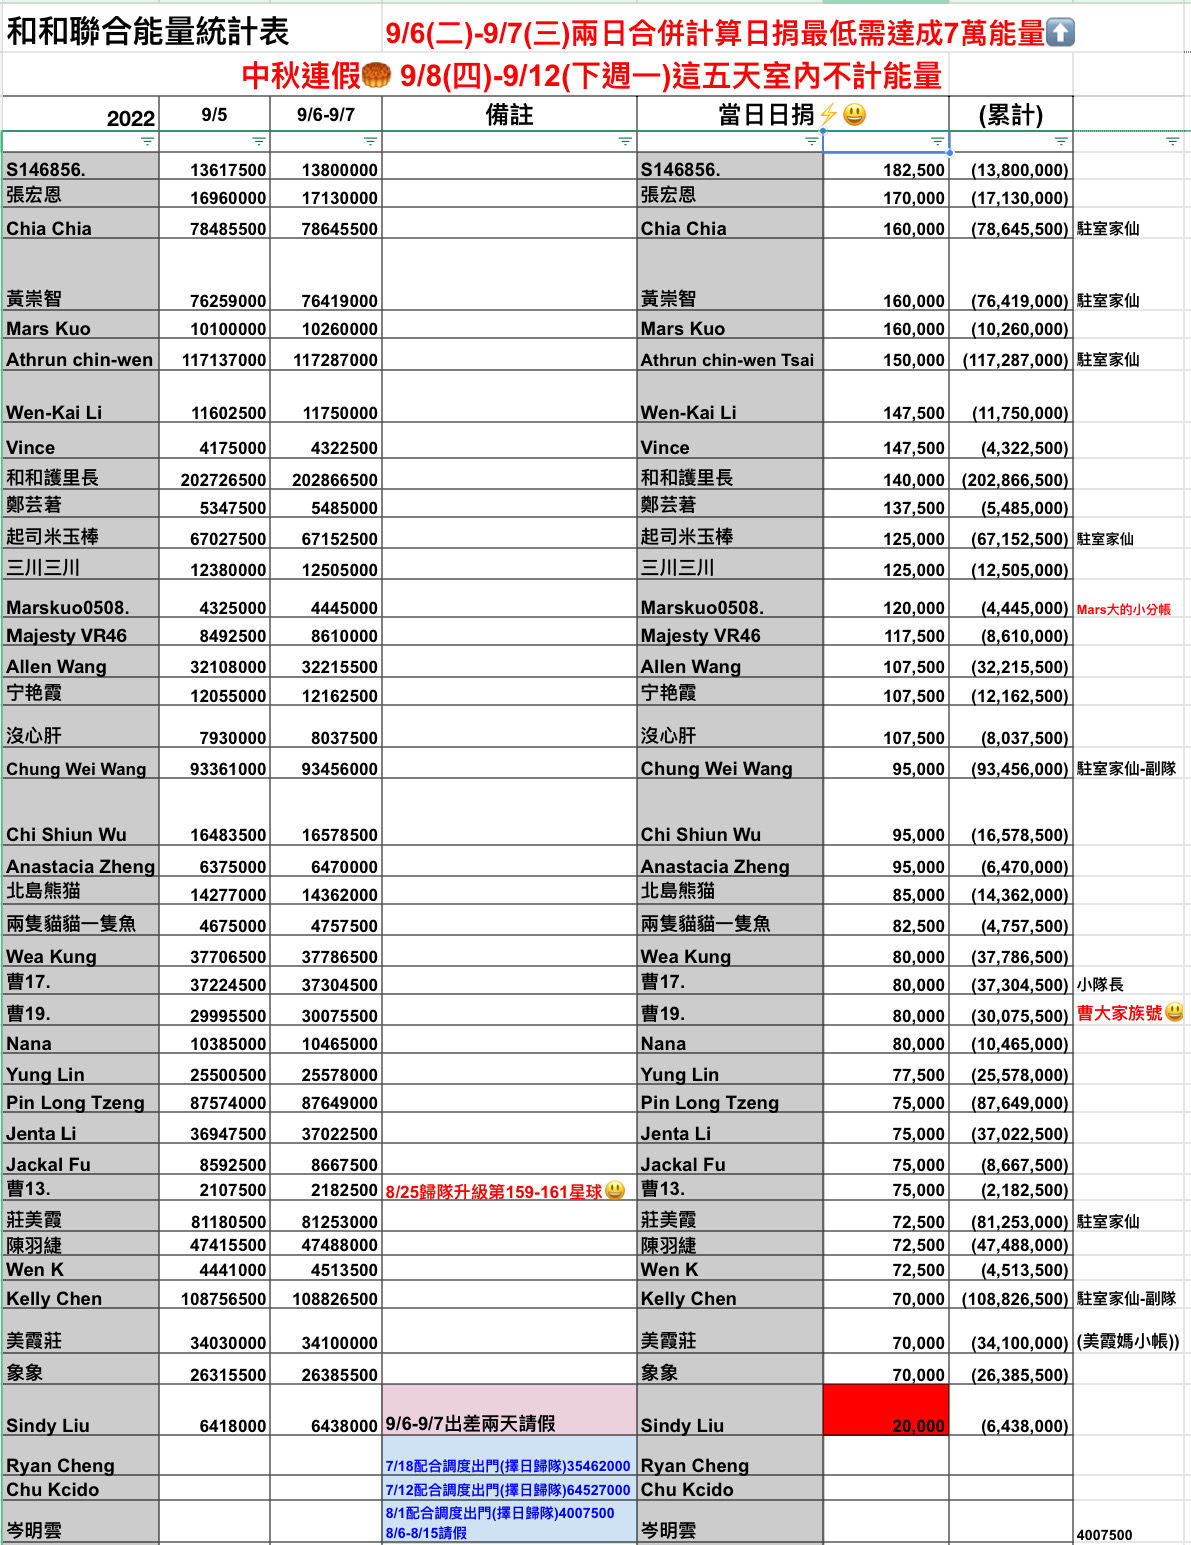 和和聯合能量統計表 9/6(二)-9/7(三)兩日合併計算日捐最低需達成7萬能量⬆️
中秋連假🥮 9/8(四)-9/12(下週一)這五天室內不計能量
2022 9/5 9/6-9/7 備註 當日日捐⚡😃 (累計)
S146856. 13617500 13800000 S146856. 182,500 (13,800,000)
張宏恩 16960000 17130000 張宏恩 170,000 (17,130,000)
Chia Chia 78485500 78645500 Chia Chia 160,000 (78,645,500) 駐室家仙
黃崇智 76259000 76419000 黃崇智 160,000 (76,419,000) 駐室家仙
Mars Kuo 10100000 10260000 Mars Kuo 160,000 (10,260,000)
Athrun chin-wen 117137000 117287000 Athrun chin-wen Tsai 150,000 (117,287,000) 駐室家仙
Wen-Kai Li 11602500 11750000 Wen-Kai Li 147,500 (11,750,000)
Vince 4175000 4322500 Vince 147,500 (4,322,500)
和和護里長 202726500 202866500 和和護里長 140,000 (202,866,500)
鄭芸莙 5347500 5485000 鄭芸莙 137,500 (5,485,000)
起司米玉棒 67027500 67152500 起司米玉棒 125,000 (67,152,500) 駐室家仙
三川三川 12380000 12505000 三川三川 125,000 (12,505,000)
Marskuo0508. 4325000 4445000 Marskuo0508. 120,000 (4,445,000) Mars大的小分帳
Majesty VR46 8492500 8610000 Majesty VR46 117,500 (8,610,000)
Allen Wang 32108000 32215500 Allen Wang 107,500 (32,215,500)
宁艳霞 12055000 12162500 宁艳霞 107,500 (12,162,500)
沒心肝 7930000 8037500 沒心肝 107,500 (8,037,500)
Chung Wei Wang 93361000 93456000 Chung Wei Wang 95,000 (93,456,000) 駐室家仙-副隊
Chi Shiun Wu 16483500 16578500 Chi Shiun Wu 95,000 (16,578,500)
Anastacia Zheng 6375000 6470000 Anastacia Zheng 95,000 (6,470,000)
北島熊猫 14277000 14362000 北島熊猫 85,000 (14,362,000)
兩隻貓貓一隻魚 4675000 4757500 兩隻貓貓一隻魚 82,500 (4,757,500)
Wea Kung 37706500 37786500 Wea Kung 80,000 (37,786,500)
曹17. 37224500 37304500 曹17. 80,000 (37,304,500) 小隊長
曹19. 29995500 30075500 曹19. 80,000 (30,075,500) 曹大家族號😃
Nana 10385000 10465000 Nana 80,000 (10,465,000)
Yung Lin 25500500 25578000 Yung Lin 77,500 (25,578,000)
Pin Long Tzeng 87574000 87649000 Pin Long Tzeng 75,000 (87,649,000)
Jenta Li 36947500 37022500 Jenta Li 75,000 (37,022,500)
Jackal Fu 8592500 8667500 Jackal Fu 75,000 (8,667,500)
曹13. 2107500 2182500 8/25歸隊升級第159-161星球😃 曹13. 75,000 (2,182,500)
莊美霞 81180500 81253000 莊美霞 72,500 (81,253,000) 駐室家仙
陳羽緁 47415500 47488000 陳羽緁 72,500 (47,488,000)
Wen K 4441000 4513500 Wen K 72,500 (4,513,500)
Kelly Chen 108756500 108826500 Kelly Chen 70,000 (108,826,500) 駐室家仙-副隊
美霞莊 34030000 34100000 美霞莊 70,000 (34,100,000) (美霞媽小帳))
象象 26315500 26385500 象象 70,000 (26,385,500)
Sindy Liu 6418000 6438000 9/6-9/7出差兩天請假 Sindy Liu 20,000 (6,438,000)
Ryan Cheng 7/18配合調度出門(擇日歸隊)35462000 Ryan Cheng
Chu Kcido 7/12配合調度出門(擇日歸隊)64527000 Chu Kcido
8/1配合調度出門(擇日歸隊)4007500
岑明雲 8/6-8/15請假 岑明雲 4007500